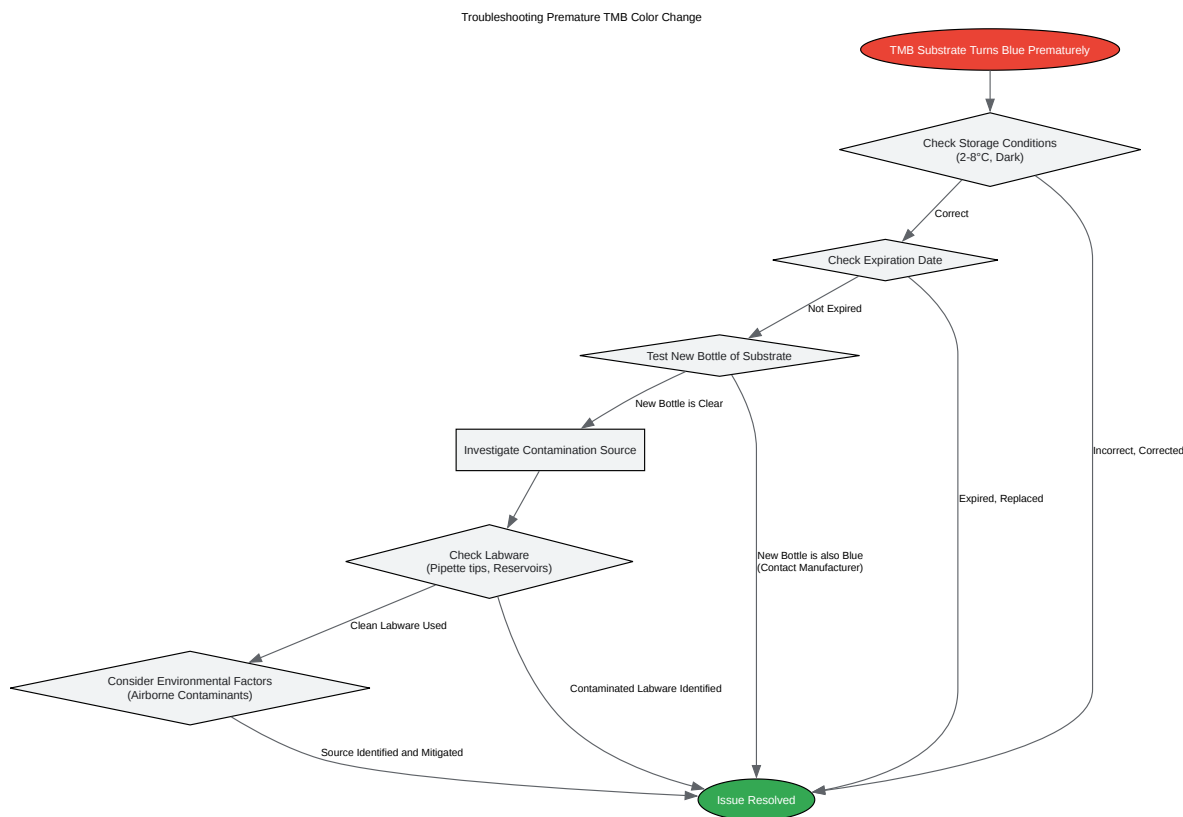 Troubleshooting Premature TMB Color Change
TMB Substrate Turns Blue Prematurely
Check Storage Conditions
(2-8°C, Dark)
Correct
Check Expiration Date
Not Expired
Test New Bottle of Substrate
New Bottle is Clear
Investigate Contamination Source
Incorrect, Corrected
Expired, Replaced
Check Labware
(Pipette tips, Reservoirs)
New Bottle is also Blue
(Contact Manufacturer)
Clean Labware Used
Consider Environmental Factors
(Airborne Contaminants)
Contaminated Labware Identified
Source Identified and Mitigated
Issue Resolved